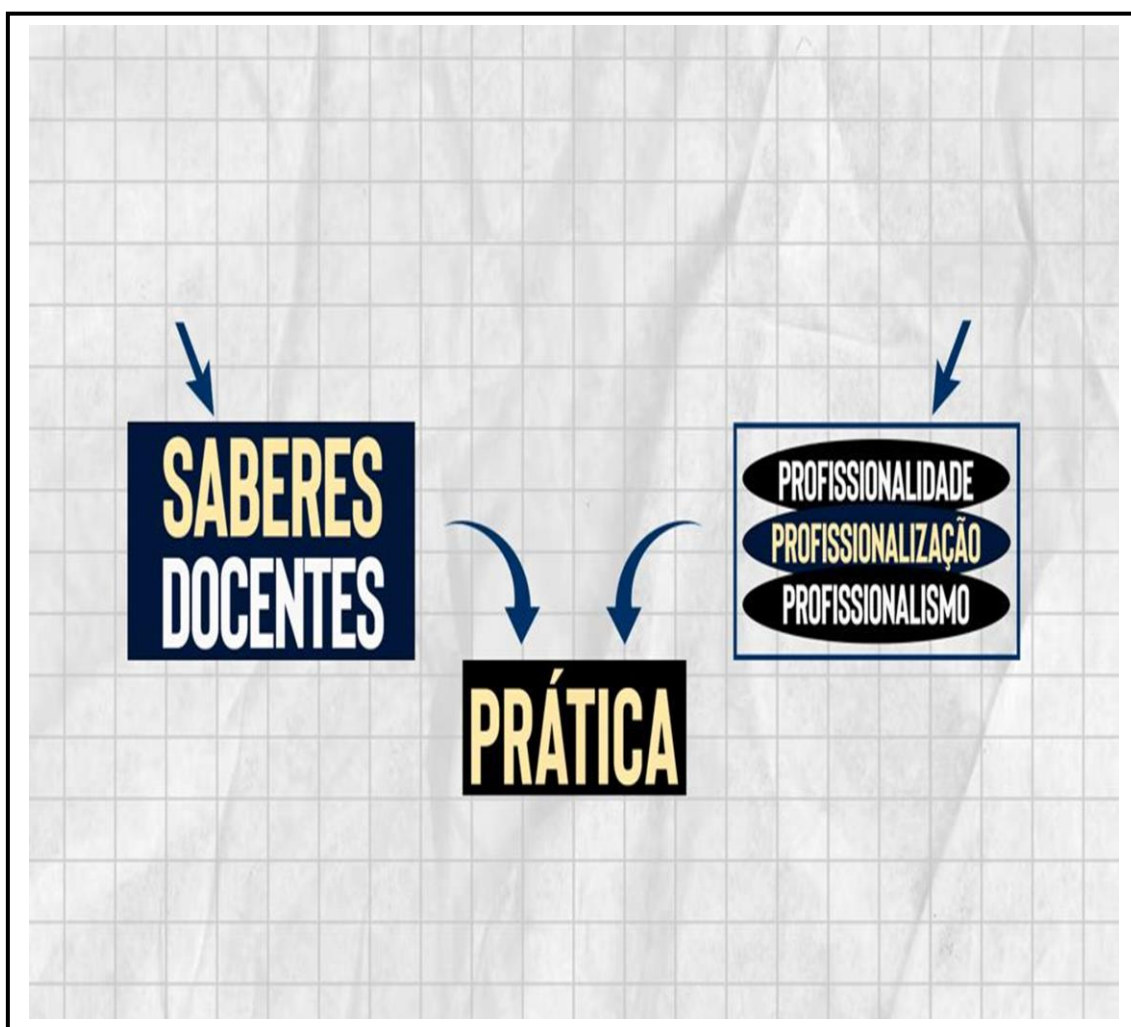 SABERES
DOCENTES
PROFISSIONALIDADE
PROFISSIONALIZAÇÃO
PROFISSIONALISMO
PRÁTICA